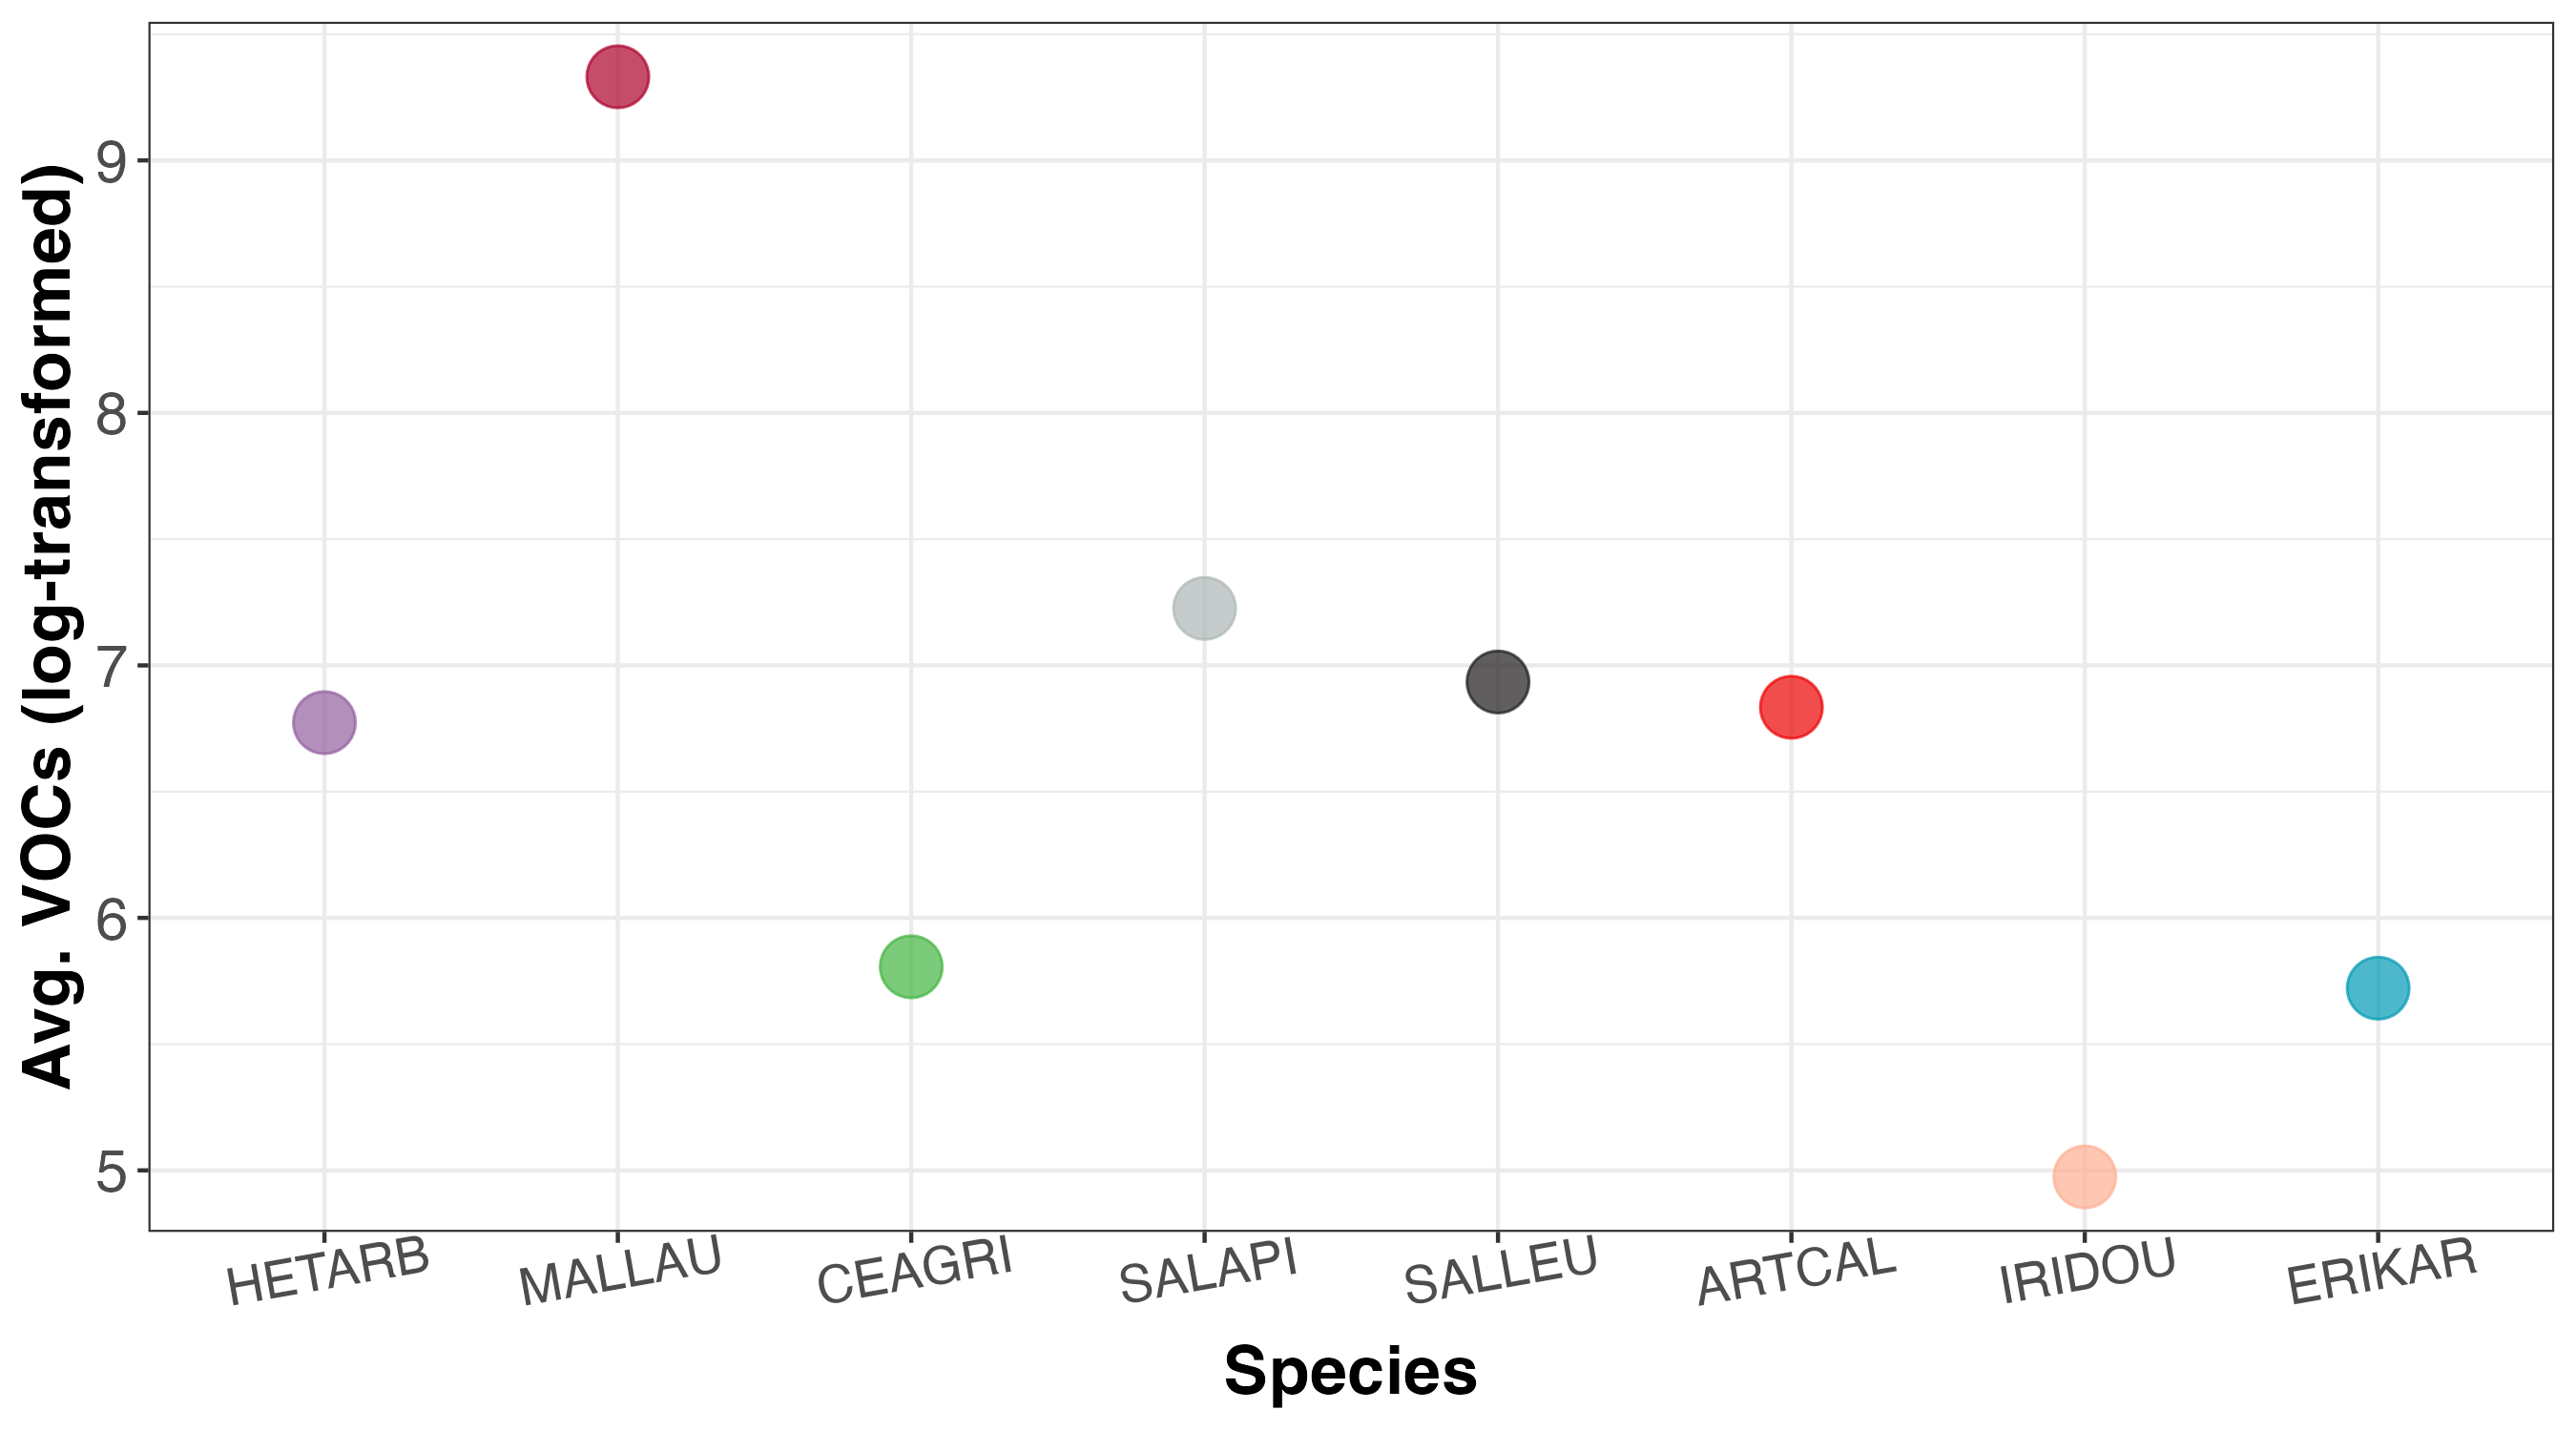 Avg. VOCs (log-transformed)
9
8
7
6
5
HETARB
MALLAU
CEAGRI
SALAPI
SALLEU
ARTCAL
IRIDOU
ERIKAR
Species